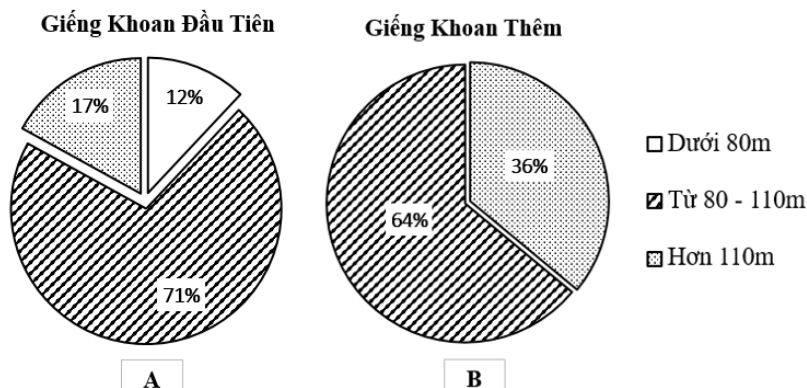 Giếng Khoan Đầu Tiên
17%
12%
71%
A
Giếng Khoan Thêm
36%
64%
B
Dưới 80m
Từ 80 - 110m
Hơn 110m